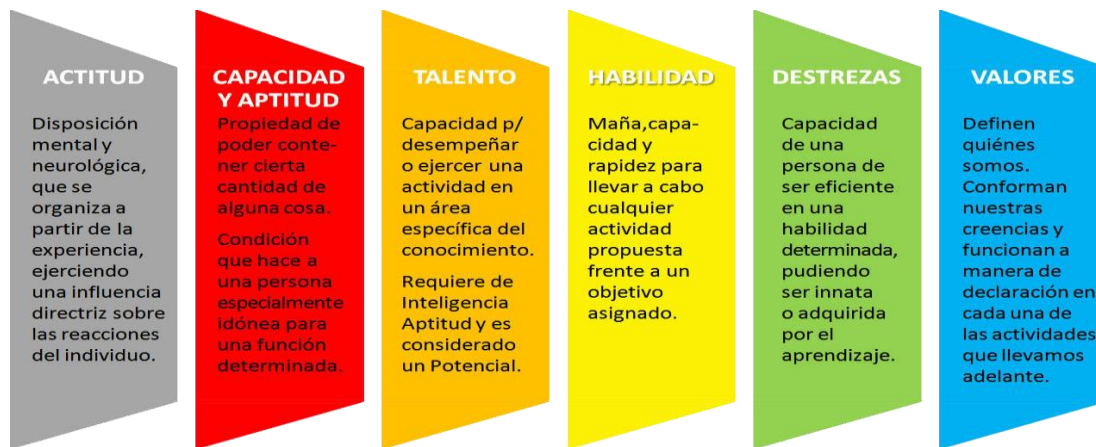 ACTITUD
Disposición
mental y
neurológica,
que se
organiza a
partir de la
experiencia,
ejerciendo
una influencia
directriz sobre
las reacciones
del individuo.
CAPACIDAD
Y APTITUD
Propiedad de
poder conte-
ner cierta
cantidad de
alguna cosa.
Condición
que hace a
una persona
especialmente
idónea para
una función
determinada.
TALENTO
Capacidad p/
desempeñar
o ejercer una
actividad en
un área
específica del
conocimiento.
Requiere de
Inteligencia
Aptitud y es
considerado
un Potencial.
HABILIDAD
Maña,capa-
cidad y
rapidez para
llevar a cabo
cualquier
actividad
propuesta
frente a un
objetivo
asignado.
DESTREZAS
Capacidad
de una
persona de
ser eficiente
en una
habilidad
determinada,
pudiendo
ser innata
o adquirida
por el
aprendizaje.
VALORES
Definen
quiénes
somos.
Conforman
nuestras
creencias y
funcionan a
manera de
declaración en
cada una de
las actividades
que llevamos
adelante.